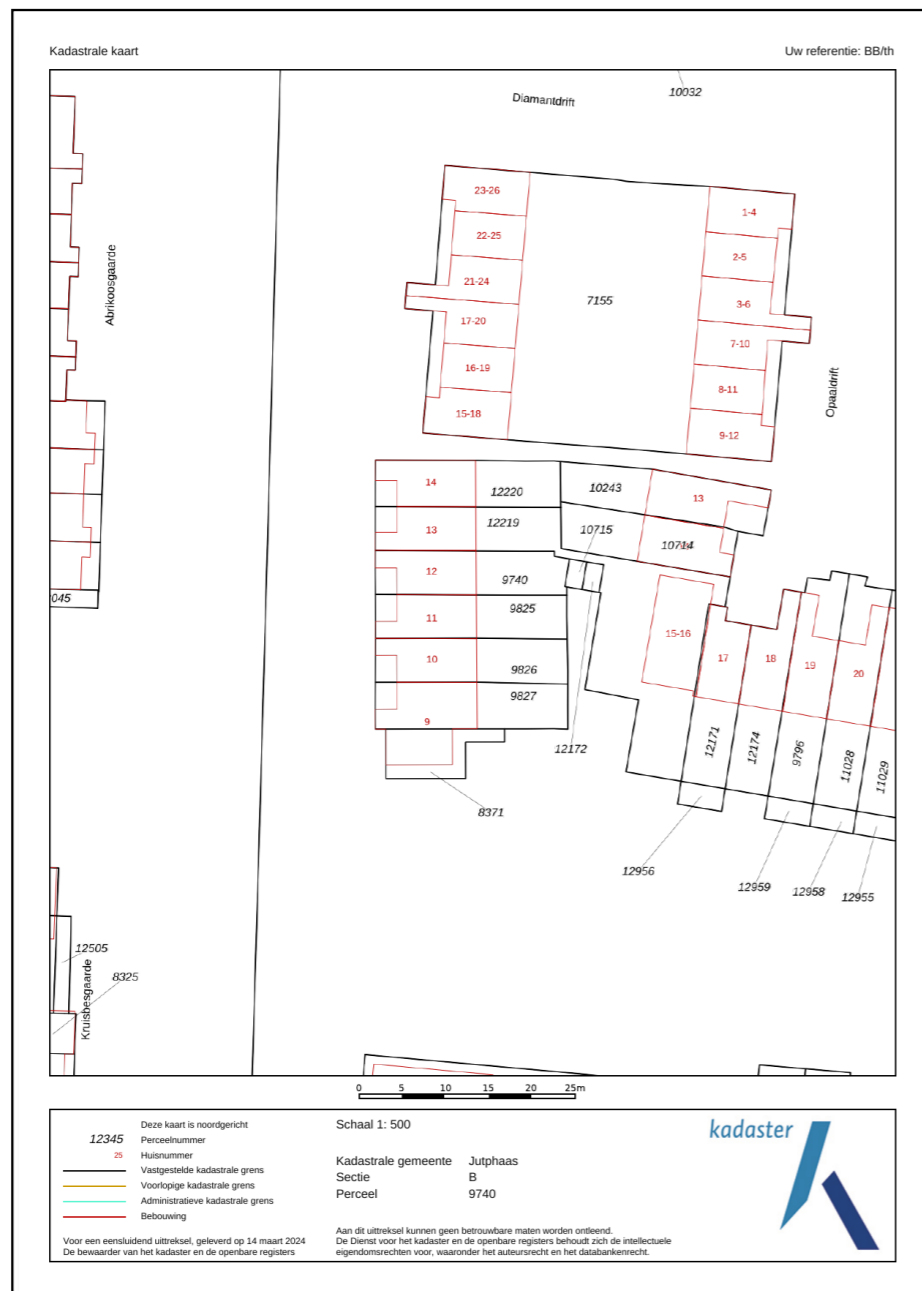 Kadastrale kaart
Uw referentie: BB/th
10032
Diamantdrift
23-26
1-4
22-25
2-5
Abrikoosgaarde
21-24
7155
3-6
17-20
7-10
16-19
8-11
Opaaldrift
15-18
9-12
14
12220
10243
13
13
12219
10715
10714
12
9740
045
11
9825
15-16
10
9826
17
18
19
20
9827
9
12172
12171
12174
9796
11028
11029
8371
12956
12959
12958
12955
12505
8325
Kruisbesgaarde
0 5 10 15 20 25m
Deze kaart is noordgericht
12345 Perceelnummer
25 Huisnummer
Vastgestelde kadastrale grens
Voorlopige kadastrale grens
Administratieve kadastrale grens
Bebouwing
Voor een eensluidend uittreksel, geleverd op 14 maart 2024
De bewaarder van het kadaster en de openbare registers
Schaal 1: 500
Kadastrale gemeente Jutphaas
Sectie B
Perceel 9740
Aan dit uittreksel kunnen geen betrouwbare maten worden ontleend.
De Dienst voor het kadaster en de openbare registers behoudt zich de intellectuele
eigendomsrechten voor, waaronder het auteursrecht en het databankenrecht.
kadaster